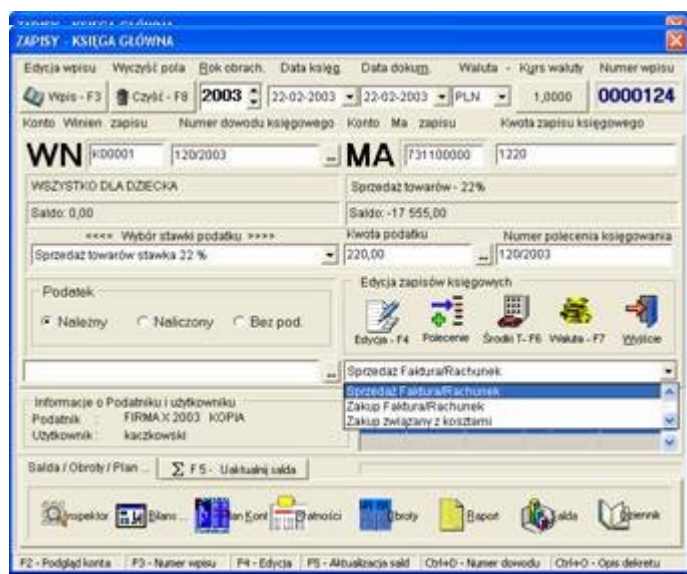 ZAPISY - KSIĘGA GŁÓWNA
ZAPISY - KSIĘGA GŁÓWNA
Edycja wpisu Wyczyść pola Rok obrach. Data księg Data dokum. Waluta - Kurs waluty Numer wpisu
Wpis - F3 Czyść - F8 2003 22-02-2003 22-02-2003 PLN 1,0000 0000124
Konto Winien zapisu Numer dowodu księgowego Konto Ma zapisu Kwota zapisu księgowego
WN K00001 120/2003 ... MA 731100000 1220
WSZYSTKO DLA DZIECKA Sprzedaż towarów - 22%
Saldo: 0,00 Saldo: -17 555,00
<<<< Wybór stawki podatku >>>> Kwota podatku Numer polecenia księgowania
Sprzedaż towarów stawka 22 % 220,00 ... 120/2003
Podatek Edycja zapisów księgowych
Należny Naliczony Bez pod.
Edycja - F4 Polecenie Środki T- F6 Waluta - F7 Wyjście
... Sprzedaż Faktura/Rachunek
Sprzedaż Faktura/Rachunek
Zakup Faktura/Rachunek
Zakup związany z kosztami
Informacje o Podatniku i użytkowniku
Podatnik : FIRMA X 2003 KOPIA
Użytkownik : kaczkowski
Salda / Obroty / Plan ... Σ F5 - Uaktualnij salda
Inspektor Bilans ... Plan Kont Płatności Obroty Raport Salda Dziennik
F2 - Podgląd konta F3 - Numer wpisu F4 - Edycja F5 - Aktualizacja sald Ctrl+D - Numer dowodu Ctrl+O - Opis dekretu